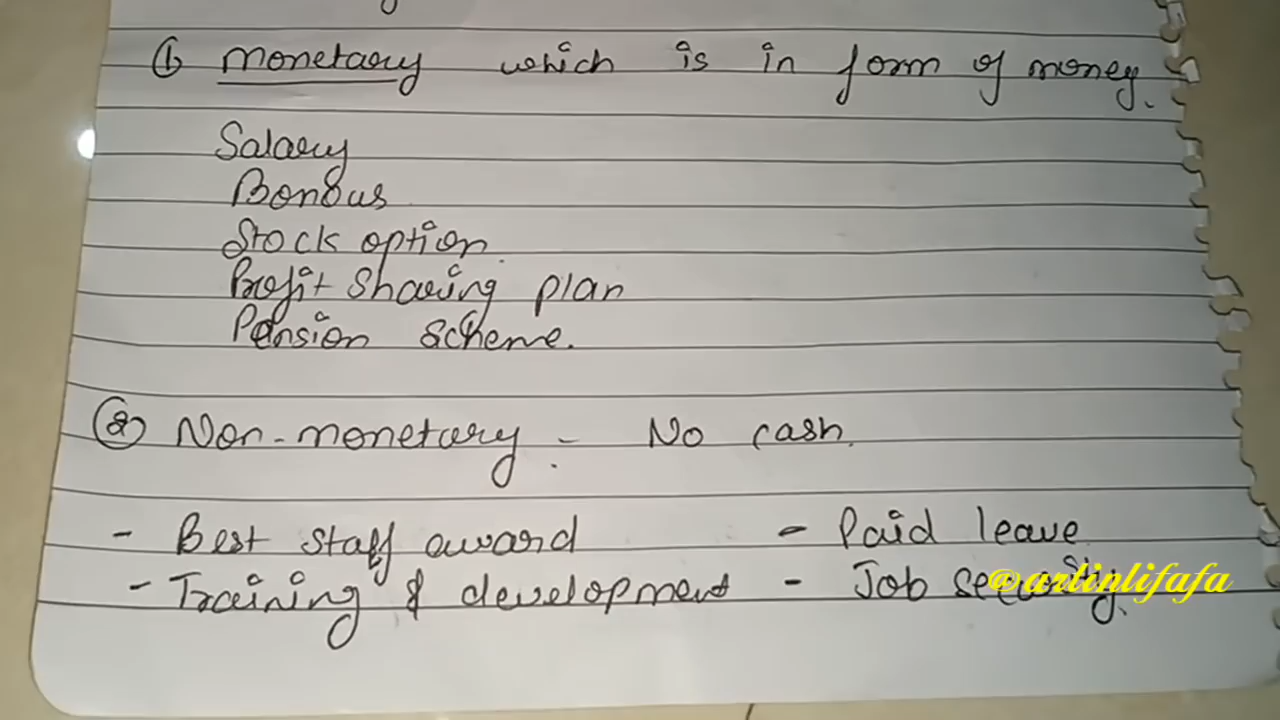 ① monetary which is in form of money.
Salary
Bonous
Stock option.
Profit sharing plan
Pension scheme.
② Non-monetary - No cash.
- Best staff award - Paid leave
- Training & development - Job security.
@artinlifafa